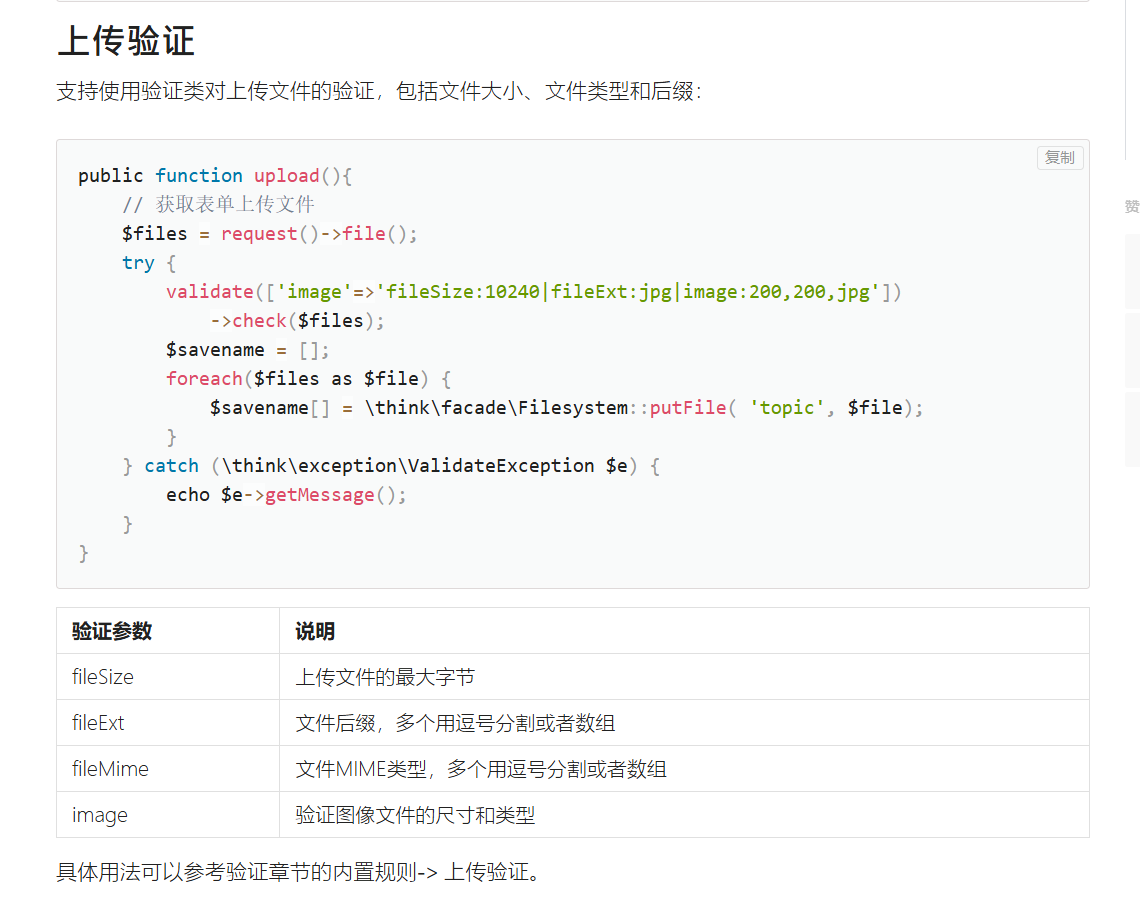 上传验证
支持使用验证类对上传文件的验证，包括文件大小、文件类型和后缀：
复制
public function upload(){
    // 获取表单上传文件
    $files = request()->file();
    try {
        validate(['image'=>'fileSize:10240|fileExt:jpg|image:200,200,jpg'])
            ->check($files);
        $savename = [];
        foreach($files as $file) {
            $savename[] = \think\facade\Filesystem::putFile( 'topic', $file);
        }
    } catch (\think\exception\ValidateException $e) {
        echo $e->getMessage();
    }
}
赞
验证参数 说明
fileSize 上传文件的最大字节
fileExt 文件后缀，多个用逗号分割或者数组
fileMime 文件MIME类型，多个用逗号分割或者数组
image 验证图像文件的尺寸和类型
具体用法可以参考验证章节的内置规则-> 上传验证。